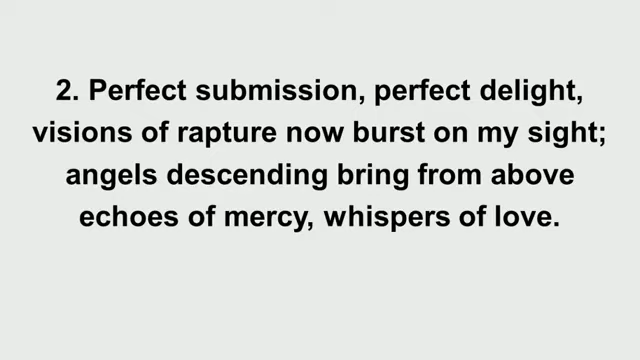 2. Perfect submission, perfect delight,
visions of rapture now burst on my sight;
angels descending bring from above
echoes of mercy, whispers of love.